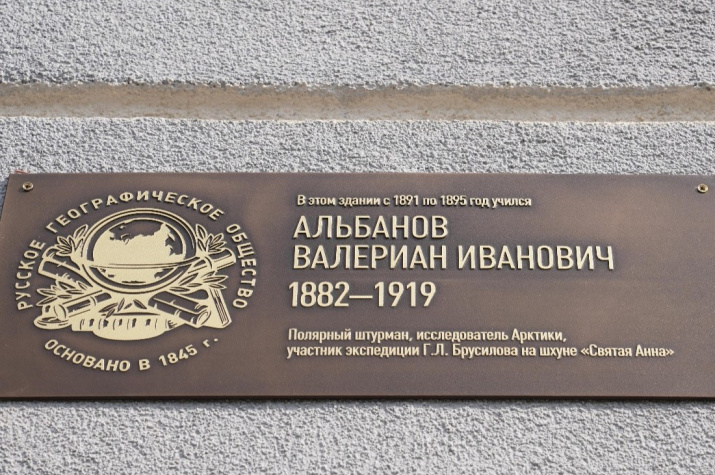 РУССКОЕ ГЕОГРАФИЧЕСКОЕ ОБЩЕСТВО
ОСНОВАНО В 1845 г.
В этом здании с 1891 по 1895 год учился
АЛЬБАНОВ
ВАЛЕРИАН ИВАНОВИЧ
1882—1919
Полярный штурман, исследователь Арктики,
участник экспедиции Г.Л. Брусилова на шхуне «Святая Анна»